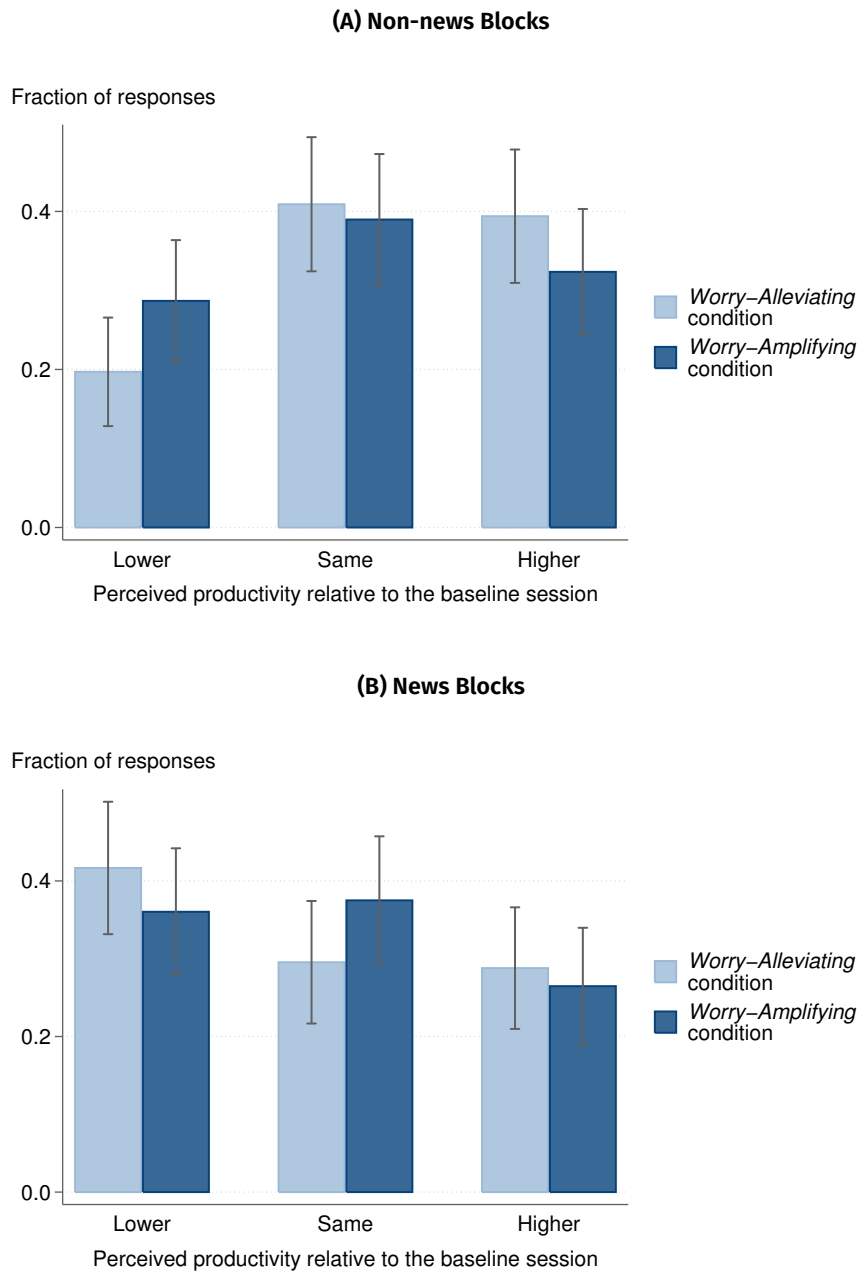 (A) Non-news Blocks
Fraction of responses
0.4
0.2
0.0
Lower Same Higher
Perceived productivity relative to the baseline session
Worry–Alleviating
condition
Worry–Amplifying
condition
(B) News Blocks
Fraction of responses
0.4
0.2
0.0
Lower Same Higher
Perceived productivity relative to the baseline session
Worry–Alleviating
condition
Worry–Amplifying
condition